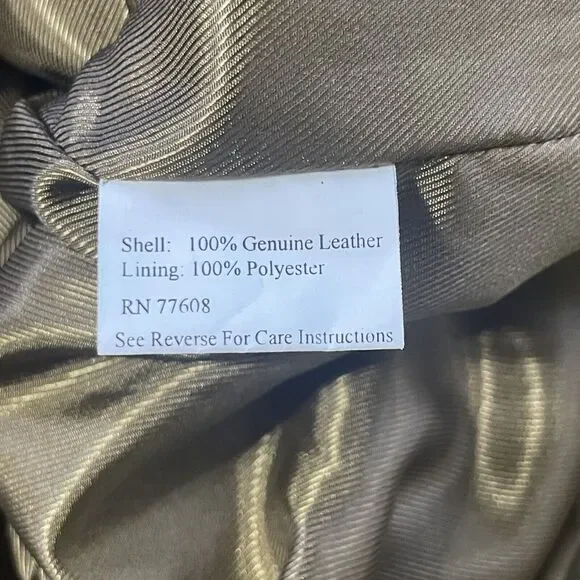 Shell: 100% Genuine Leather
Lining: 100% Polyester
RN 77608
See Reverse For Care Instructions